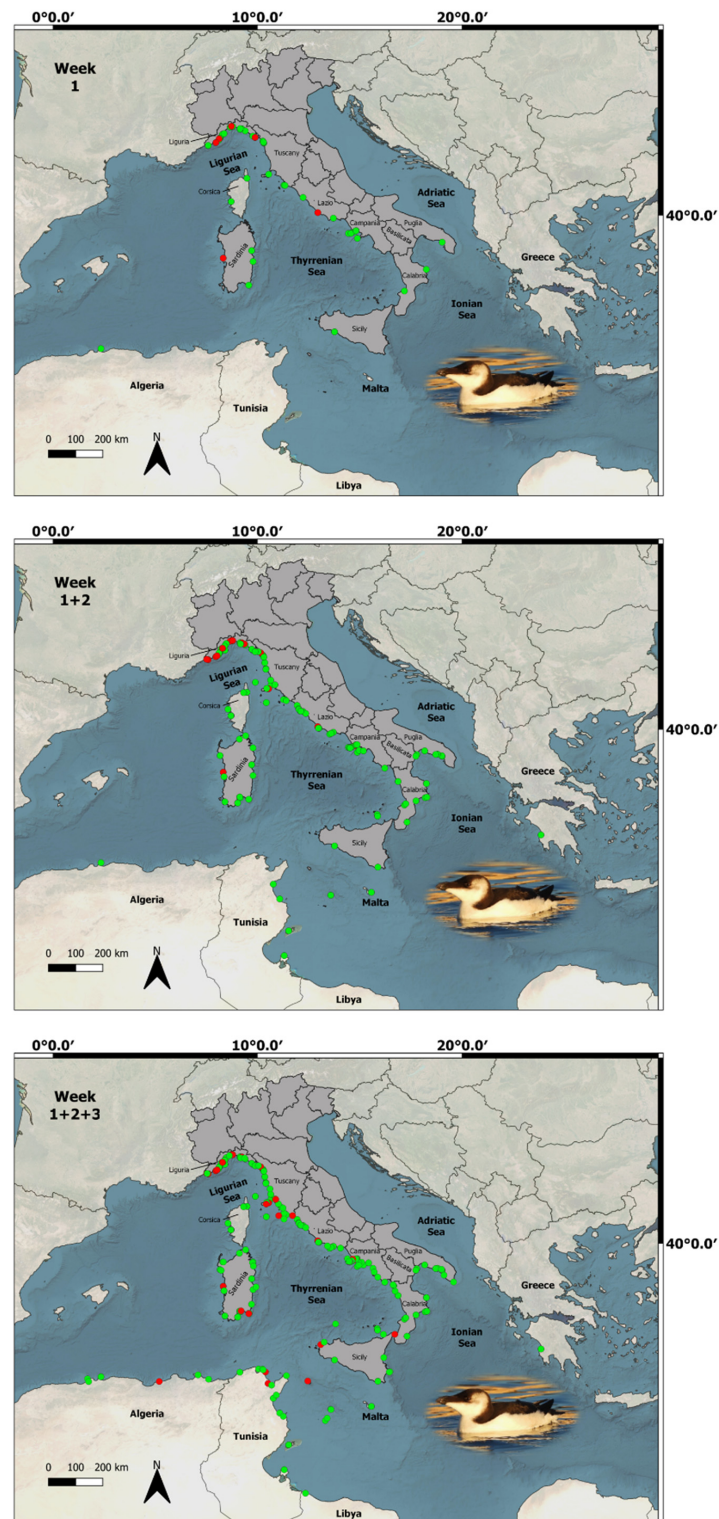 0°0.0′ 10°0.0′ 20°0.0′
Week
1
Liguria
Ligurian
Sea
Tuscany
Corsica
Lazio
Adriatic
Sea
Campania
Puglia
Basilicata
40°0.0′
Sardinia
Thyrrenian
Sea
Calabria
Greece
Ionian
Sea
Sicily
Algeria
Malta
Tunisia
0 100 200 km
N
Libya
0°0.0′ 10°0.0′ 20°0.0′
Week
1+2
Liguria
Ligurian
Sea
Tuscany
Corsica
Lazio
Adriatic
Sea
Campania
Puglia
Basilicata
40°0.0′
Sardinia
Thyrrenian
Sea
Calabria
Greece
Ionian
Sea
Sicily
Algeria
Malta
Tunisia
0 100 200 km
N
Libya
0°0.0′ 10°0.0′ 20°0.0′
Week
1+2+3
Liguria
Ligurian
Sea
Tuscany
Corsica
Lazio
Adriatic
Sea
Campania
Puglia
Basilicata
40°0.0′
Sardinia
Thyrrenian
Sea
Calabria
Greece
Ionian
Sea
Sicily
Algeria
Malta
Tunisia
0 100 200 km
N
Libya